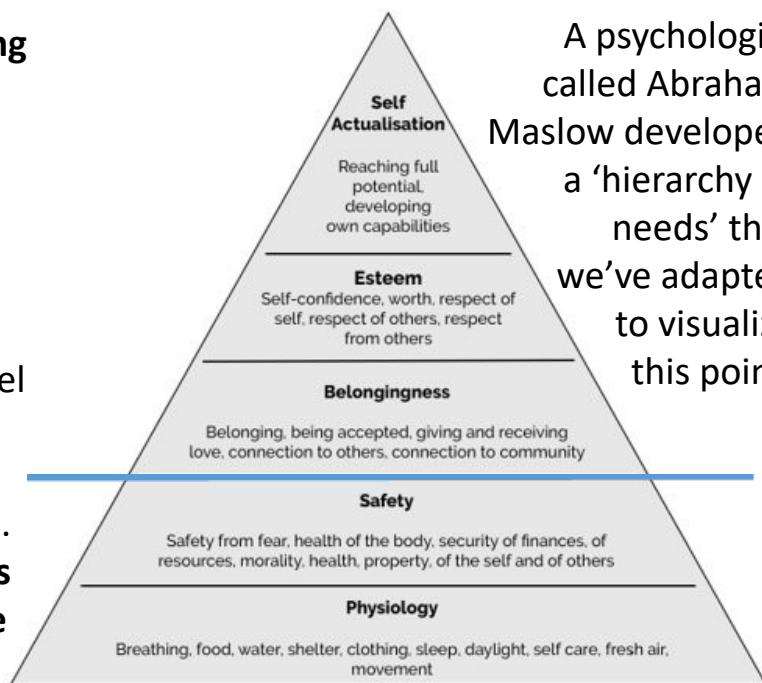 ng
el
.
s
e
Self
Actualisation
Reaching full
potential,
developing
own capabilities
Esteem
Self-confidence, worth, respect of
self, respect of others, respect
from others
Belongingness
Belonging, being accepted, giving and receiving
love, connection to others, connection to community
Safety
Safety from fear, health of the body, security of finances, of
resources, morality, health, property, of the self and of others
Physiology
Breathing, food, water, shelter, clothing, sleep, daylight, self care, fresh air,
movement
A psychologi
called Abraha
Maslow develope
a ‘hierarchy
needs’ th
we’ve adapte
to visualiz
this poin